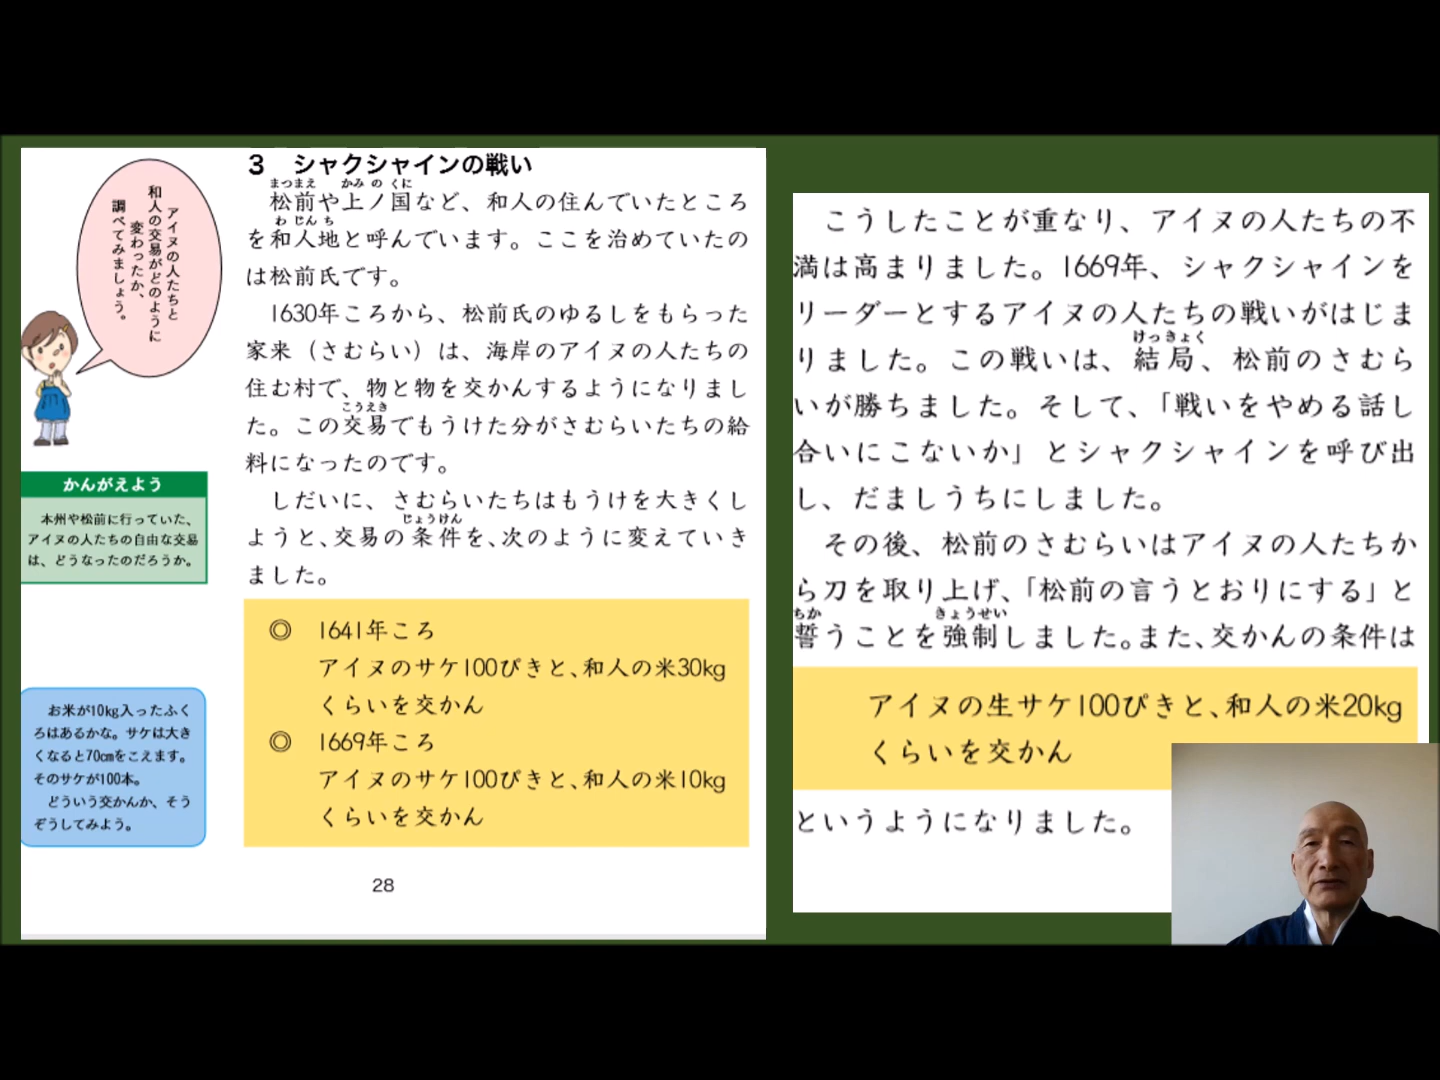 アイヌの人たちと
和人の交易がどのように
変わったか、
調べてみましょう。
かんがえよう
本州や松前に行っていた、
アイヌの人たちの自由な交易
は、どうなったのだろうか。
お米が10kg入ったふく
ろはあるかな。サケは大き
くなると70cmをこえます。
そのサケが100本。
どういう交かんか、そう
ぞうしてみよう。
3 シャクシャインの戦い
まつまえ かみ の くに
松前や上ノ国など、和人の住んでいたところ
わ じん ち
を和人地と呼んでいます。ここを治めていたの
は松前氏です。
1630年ころから、松前氏のゆるしをもらった
家来（さむらい）は、海岸のアイヌの人たちの
住む村で、物と物を交かんするようになりまし
こうえき
た。この交易でもうけた分がさむらいたちの給
料になったのです。
しだいに、さむらいたちはもうけを大きくし
じょうけん
ようと、交易の条件を、次のように変えていき
ました。
◎ 1641年ころ
アイヌのサケ100ぴきと、和人の米30kg
くらいを交かん
◎ 1669年ころ
アイヌのサケ100ぴきと、和人の米10kg
くらいを交かん
28
こうしたことが重なり、アイヌの人たちの不
満は高まりました。1669年、シャクシャインを
リーダーとするアイヌの人たちの戦いがはじま
けっきょく
りました。この戦いは、結局、松前のさむら
いが勝ちました。そして、「戦いをやめる話し
合いにこないか」とシャクシャインを呼び出
し、だましうちにしました。
その後、松前のさむらいはアイヌの人たちか
ら刀を取り上げ、「松前の言うとおりにする」と
ちか きょうせい
誓うことを強制しました。また、交かんの条件は
アイヌの生サケ100ぴきと、和人の米20kg
くらいを交かん
というようになりました。